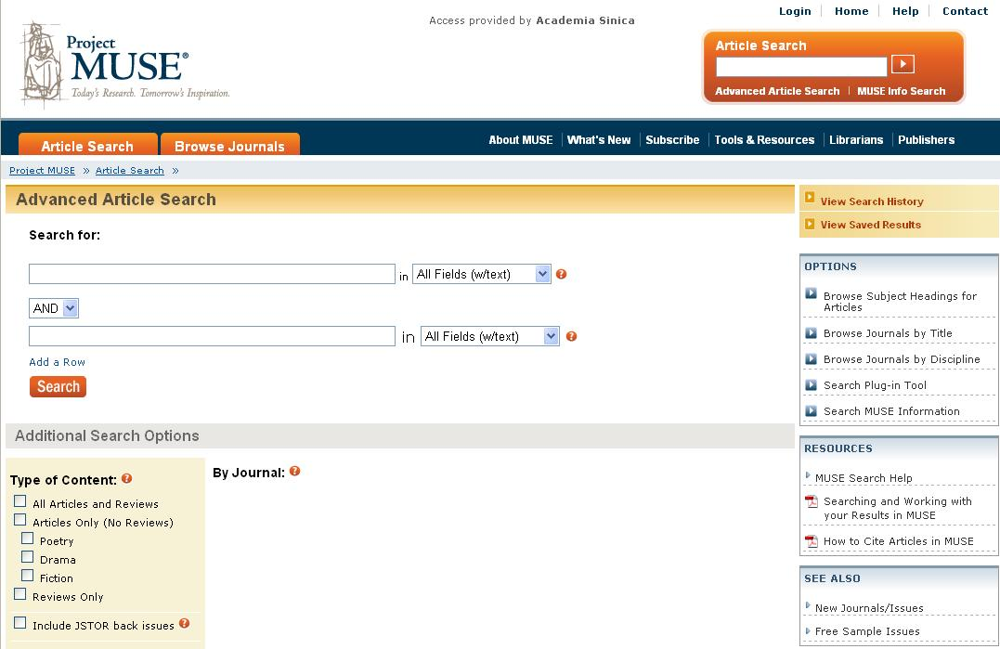 Access provided by Academia Sinica
Login
Home
Help
Contact
Project
MUSE®
Today's Research. Tomorrow's Inspiration.
Article Search
Advanced Article Search
MUSE Info Search
Article Search
Browse Journals
About MUSE
What's New
Subscribe
Tools & Resources
Librarians
Publishers
Project MUSE » Article Search »
Advanced Article Search
Search for:
in All Fields (w/text) ?
AND
in All Fields (w/text) ?
Add a Row
Search
Additional Search Options
Type of Content: ?
All Articles and Reviews
Articles Only (No Reviews)
Poetry
Drama
Fiction
Reviews Only
Include JSTOR back issues ?
By Journal: ?
View Search History
View Saved Results
OPTIONS
Browse Subject Headings for
Articles
Browse Journals by Title
Browse Journals by Discipline
Search Plug-in Tool
Search MUSE Information
RESOURCES
MUSE Search Help
Searching and Working with
your Results in MUSE
How to Cite Articles in MUSE
SEE ALSO
New Journals/Issues
Free Sample Issues